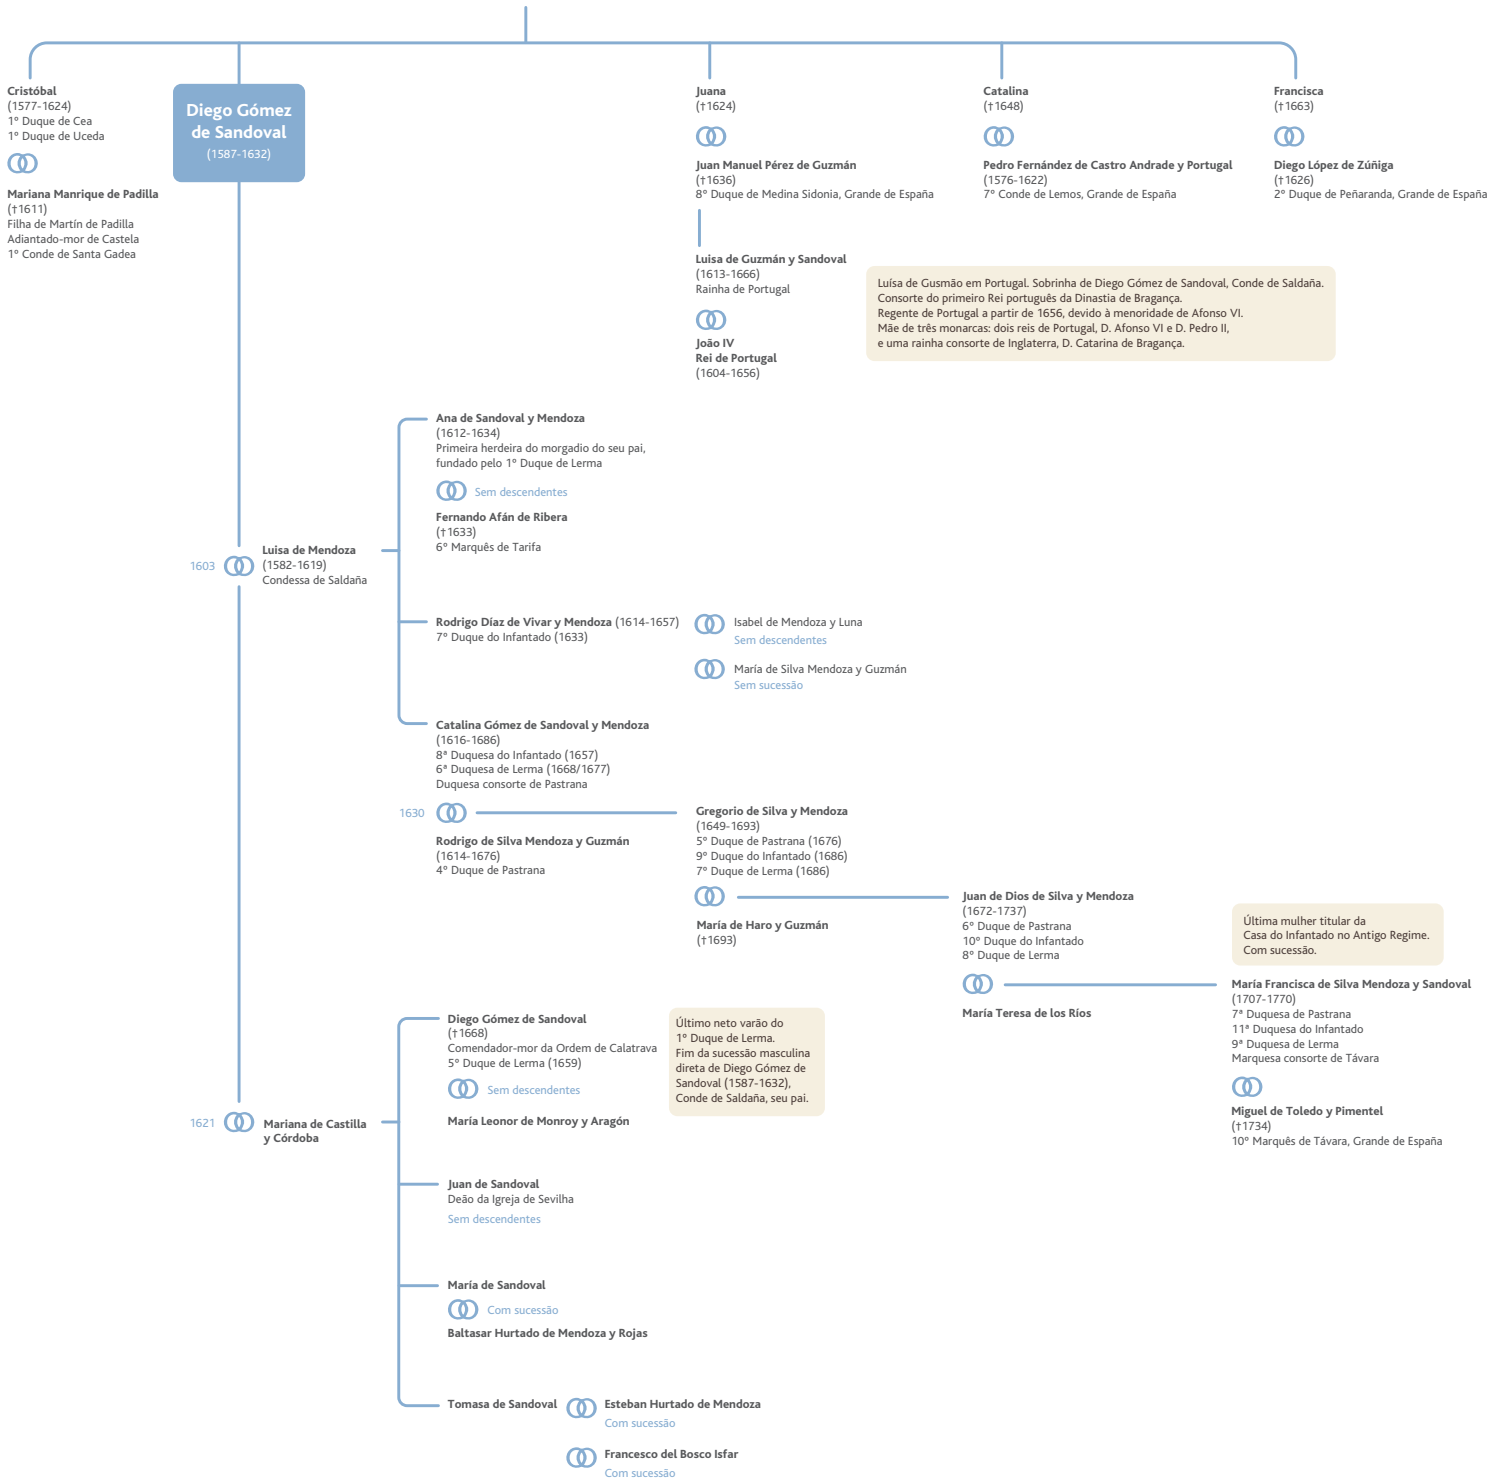 Cristóbal
(1577-1624)
1º Duque de Cea
1º Duque de Uceda
Mariana Manrique de Padilla
(†1611)
Filha de Martín de Padilla
Adiantado-mor de Castela
1º Conde de Santa Gadea
Diego Gómez
de Sandoval
(1587-1632)
Juana
(†1624)
Juan Manuel Pérez de Guzmán
(†1636)
8º Duque de Medina Sidonia, Grande de España
Catalina
(†1648)
Pedro Fernández de Castro Andrade y Portugal
(1576-1622)
7º Conde de Lemos, Grande de España
Francisca
(†1663)
Diego López de Zúñiga
(†1626)
2º Duque de Peñaranda, Grande de España
Luisa de Guzmán y Sandoval
(1613-1666)
Rainha de Portugal
João IV
Rei de Portugal
(1604-1656)
Luísa de Gusmão em Portugal. Sobrinha de Diego Gómez de Sandoval, Conde de Saldaña.
Consorte do primeiro Rei português da Dinastia de Bragança.
Regente de Portugal a partir de 1656, devido à menoridade de Afonso VI.
Mãe de três monarcas: dois reis de Portugal, D. Afonso VI e D. Pedro II,
e uma rainha consorte de Inglaterra, D. Catarina de Bragança.
1603
Luisa de Mendoza
(1582-1619)
Condessa de Saldaña
Ana de Sandoval y Mendoza
(1612-1634)
Primeira herdeira do morgadio do seu pai,
fundado pelo 1º Duque de Lerma
Sem descendentes
Fernando Afán de Ribera
(†1633)
6º Marquês de Tarifa
Rodrigo Díaz de Vivar y Mendoza (1614-1657)
7º Duque do Infantado (1633)
Isabel de Mendoza y Luna
Sem descendentes
María de Silva Mendoza y Guzmán
Sem sucessão
Catalina Gómez de Sandoval y Mendoza
(1616-1686)
8ª Duquesa do Infantado (1657)
6ª Duquesa de Lerma (1668/1677)
Duquesa consorte de Pastrana
1630
Rodrigo de Silva Mendoza y Guzmán
(1614-1676)
4º Duque de Pastrana
Gregorio de Silva y Mendoza
(1649-1693)
5º Duque de Pastrana (1676)
9º Duque do Infantado (1686)
7º Duque de Lerma (1686)
María de Haro y Guzmán
(†1693)
Juan de Dios de Silva y Mendoza
(1672-1737)
6º Duque de Pastrana
10º Duque do Infantado
8º Duque de Lerma
María Teresa de los Ríos
Última mulher titular da
Casa do Infantado no Antigo Regime.
Com sucessão.
María Francisca de Silva Mendoza y Sandoval
(1707-1770)
7ª Duquesa de Pastrana
11ª Duquesa do Infantado
9ª Duquesa de Lerma
Marquesa consorte de Távara
Miguel de Toledo y Pimentel
(†1734)
10º Marquês de Távara, Grande de España
1621
Mariana de Castilla
y Córdoba
Diego Gómez de Sandoval
(†1668)
Comendador-mor da Ordem de Calatrava
5º Duque de Lerma (1659)
Sem descendentes
María Leonor de Monroy y Aragón
Último neto varão do
1º Duque de Lerma.
Fim da sucessão masculina
direta de Diego Gómez de
Sandoval (1587-1632),
Conde de Saldaña, seu pai.
Juan de Sandoval
Deão da Igreja de Sevilha
Sem descendentes
María de Sandoval
Com sucessão
Baltasar Hurtado de Mendoza y Rojas
Tomasa de Sandoval
Esteban Hurtado de Mendoza
Com sucessão
Francesco del Bosco Isfar
Com sucessão